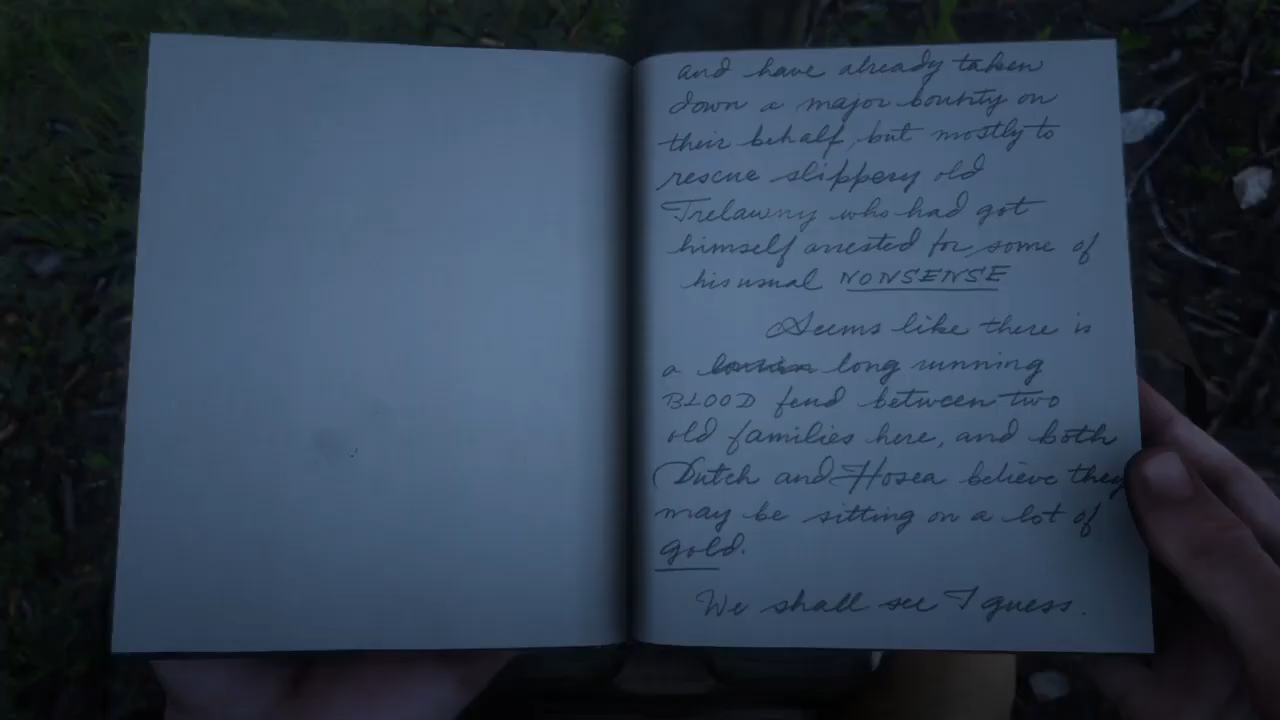 and have already taken
down a major bounty on
their behalf, but mostly to
rescue slippery old
Trelawny who had got
himself arrested for some of
his usual NONSENSE
Seems like there is
a long running
BLOOD feud between two
old families here, and both
Dutch and Hosea believe they
may be sitting on a lot of
gold.
We shall see I guess.